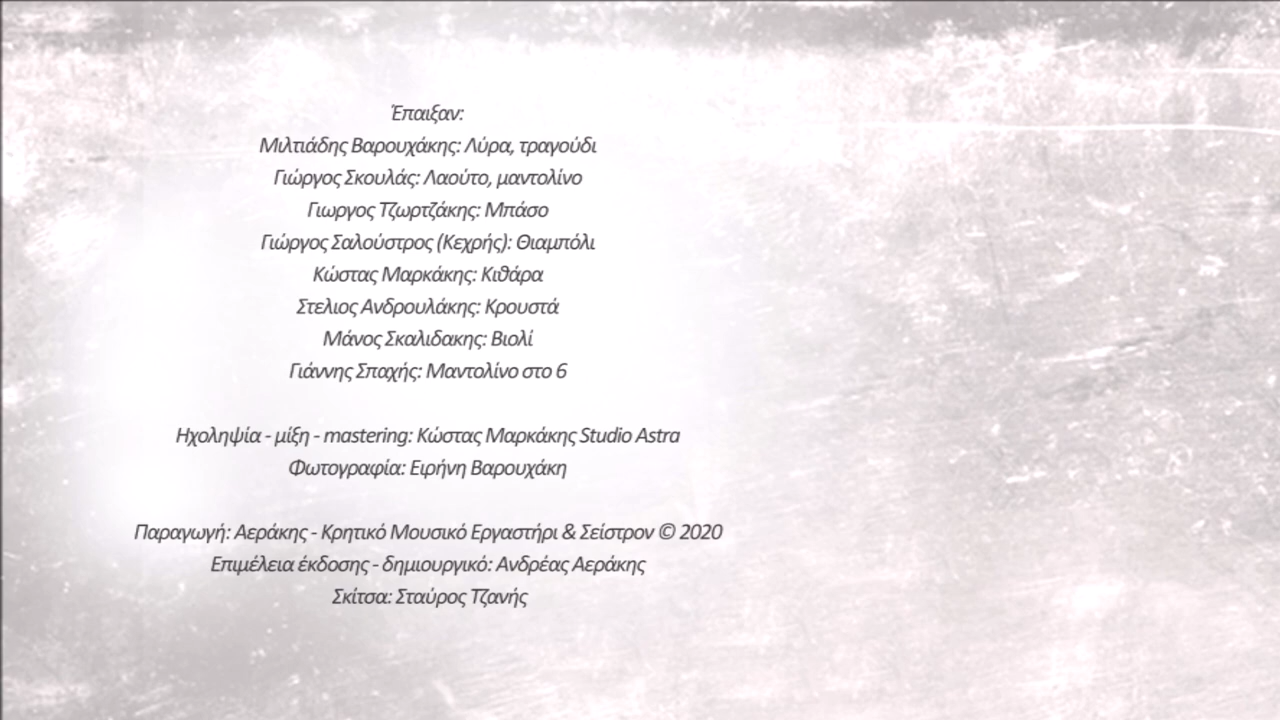 Έπαιξαν:
Μιλτιάδης Βαρουχάκης: Λύρα, τραγούδι
Γιώργος Σκουλάς: Λαούτο, μαντολίνο
Γιωργος Τζωρτζάκης: Μπάσο
Γιώργος Σαλούστρος (Κεχρής): Θιαμπόλι
Κώστας Μαρκάκης: Κιθάρα
Στελιος Ανδρουλάκης: Κρουστά
Μάνος Σκαλιδακης: Βιολί
Γιάννης Σπαχής: Μαντολίνο στο 6
Ηχοληψία - μίξη - mastering: Κώστας Μαρκάκης Studio Astra
Φωτογραφία: Ειρήνη Βαρουχάκη
Παραγωγή: Αεράκης - Κρητικό Μουσικό Εργαστήρι & Σείστρον © 2020
Επιμέλεια έκδοσης - δημιουργικό: Ανδρέας Αεράκης
Σκίτσα: Σταύρος Τζανής